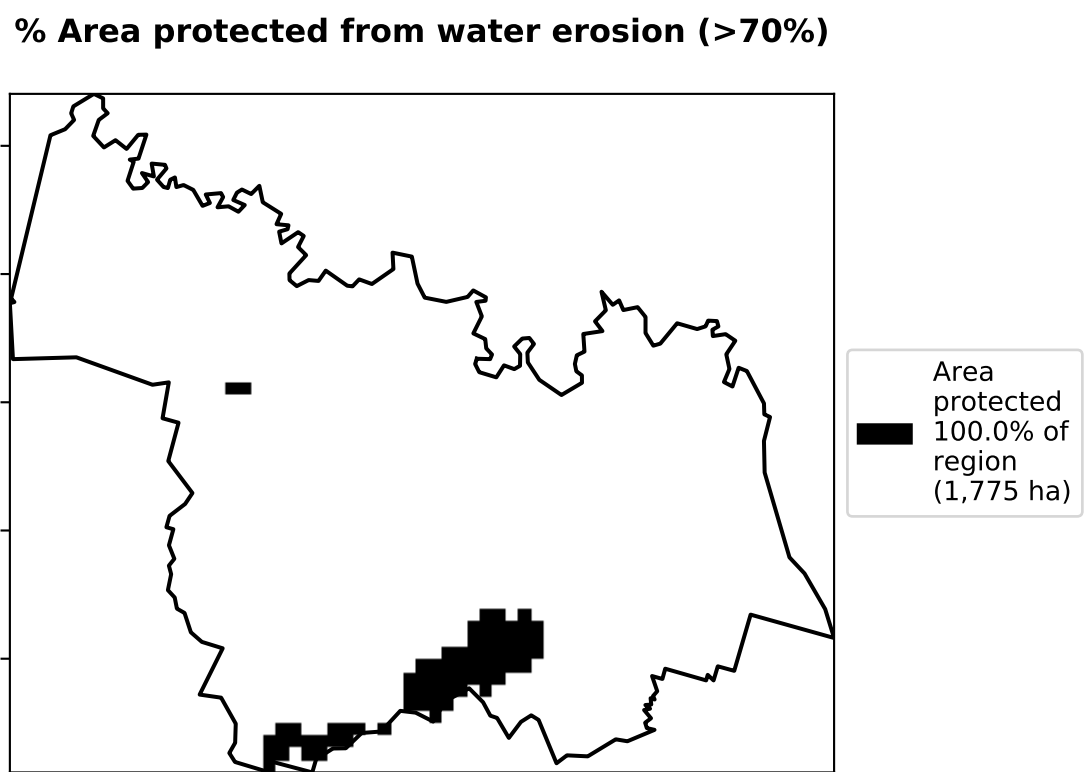 % Area protected from water erosion (>70%)
Area
protected
100.0% of
region
(1,775 ha)